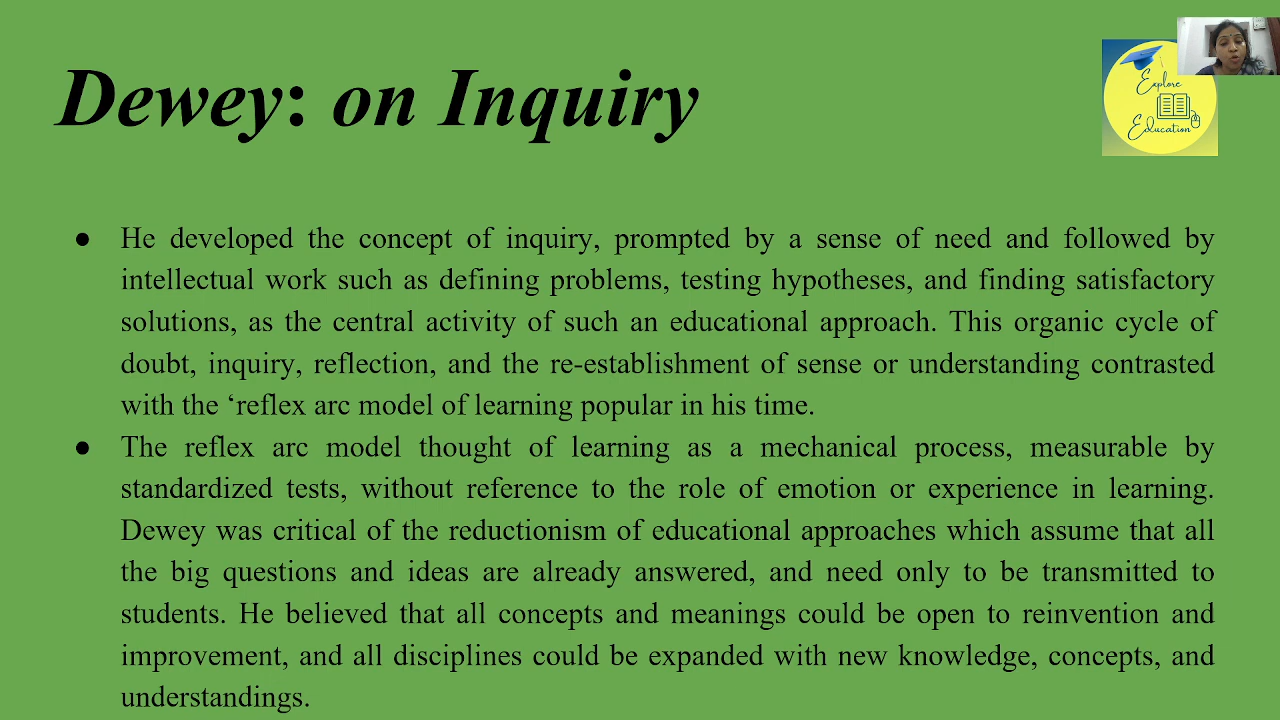 Dewey: on Inquiry
Explore
Education
● He developed the concept of inquiry, prompted by a sense of need and followed by
intellectual work such as defining problems, testing hypotheses, and finding satisfactory
solutions, as the central activity of such an educational approach. This organic cycle of
doubt, inquiry, reflection, and the re-establishment of sense or understanding contrasted
with the ‘reflex arc model of learning popular in his time.
● The reflex arc model thought of learning as a mechanical process, measurable by
standardized tests, without reference to the role of emotion or experience in learning.
Dewey was critical of the reductionism of educational approaches which assume that all
the big questions and ideas are already answered, and need only to be transmitted to
students. He believed that all concepts and meanings could be open to reinvention and
improvement, and all disciplines could be expanded with new knowledge, concepts, and
understandings.